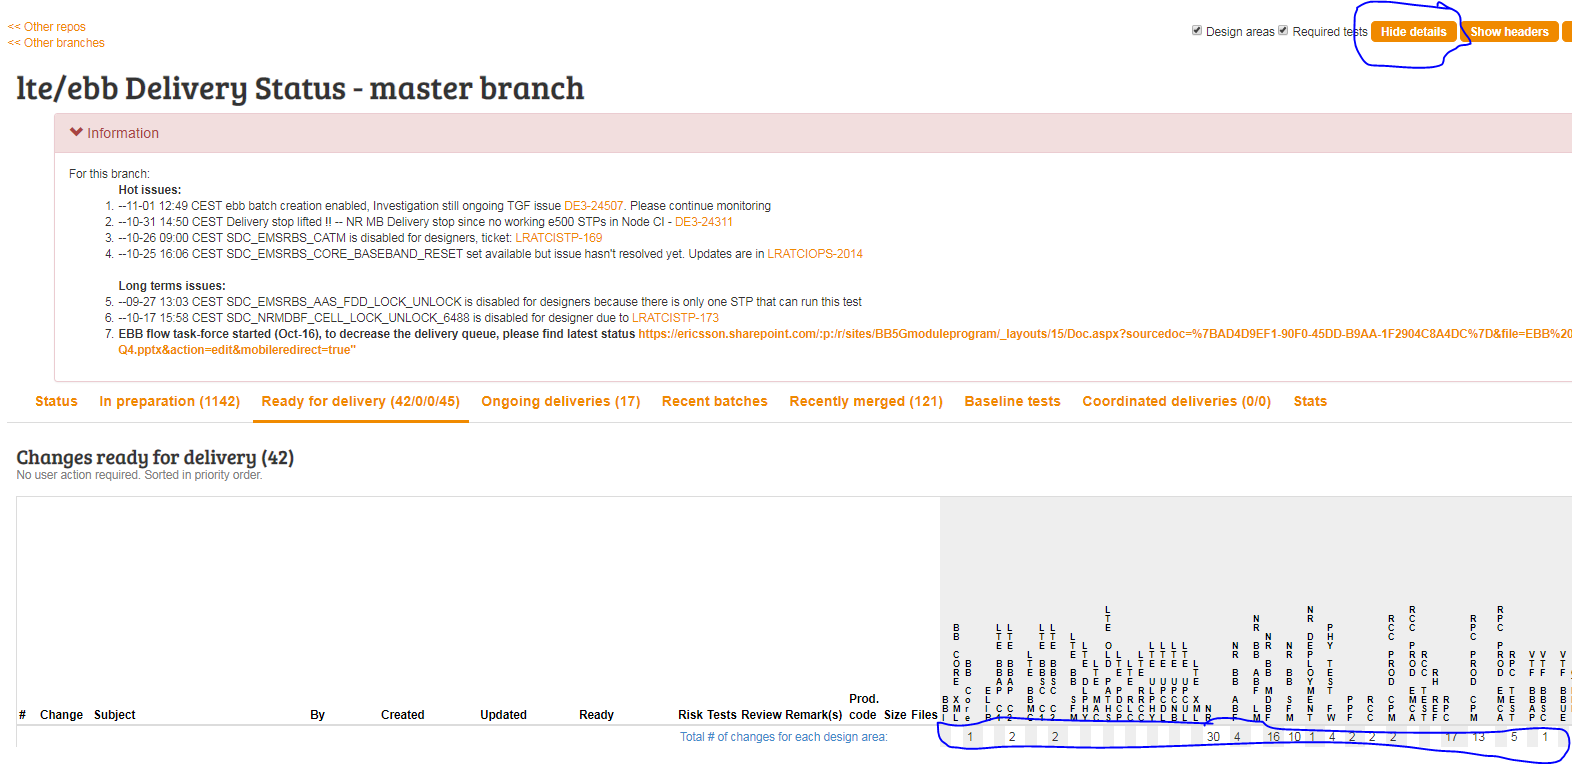 << Other repos
<< Other branches
Design areas Required tests Hide details Show headers
lte/ebb Delivery Status - master branch
Information
For this branch:
Hot issues:
1. --11-01 12:49 CEST ebb batch creation enabled, Investigation still ongoing TGF issue DE3-24507. Please continue monitoring
2. --10-31 14:50 CEST Delivery stop lifted !! -- NR MB Delivery stop since no working e500 STPs in Node CI - DE3-24311
3. --10-26 09:00 CEST SDC_EMSRBS_CATM is disabled for designers, ticket: LRATCISTP-169
4. --10-25 16:06 CEST SDC_EMSRBS_CORE_BASEBAND_RESET set available but issue hasn't resolved yet. Updates are in LRATCIOPS-2014
Long terms issues:
5. --09-27 13:03 CEST SDC_EMSRBS_AAS_FDD_LOCK_UNLOCK is disabled for designers because there is only one STP that can run this test
6. --10-17 15:58 CEST SDC_NRMDBF_CELL_LOCK_UNLOCK_6488 is disabled for designer due to LRATCISTP-173
7. EBB flow task-force started (Oct-16), to decrease the delivery queue, please find latest status https://ericsson.sharepoint.com/:p:/r/sites/BB5Gmoduleprogram/_layouts/15/Doc.aspx?sourcedoc=%7BAD4D9EF1-90F0-45DD-B9AA-1F2904C8A4DC%7D&file=EBB%20
Q4.pptx&action=edit&mobileredirect=true"
Status In preparation (1142) Ready for delivery (42/0/0/45) Ongoing deliveries (17) Recent batches Recently merged (121) Baseline tests Coordinated deliveries (0/0) Stats
Changes ready for delivery (42)
No user action required. Sorted in priority order.
# Change Subject By Created Updated Ready Risk Tests Review Remark(s) Prod. code Size Files
Total # of changes for each design area: 1 2 2 30 4 16 10 1 4 2 2 2 17 13 5 1